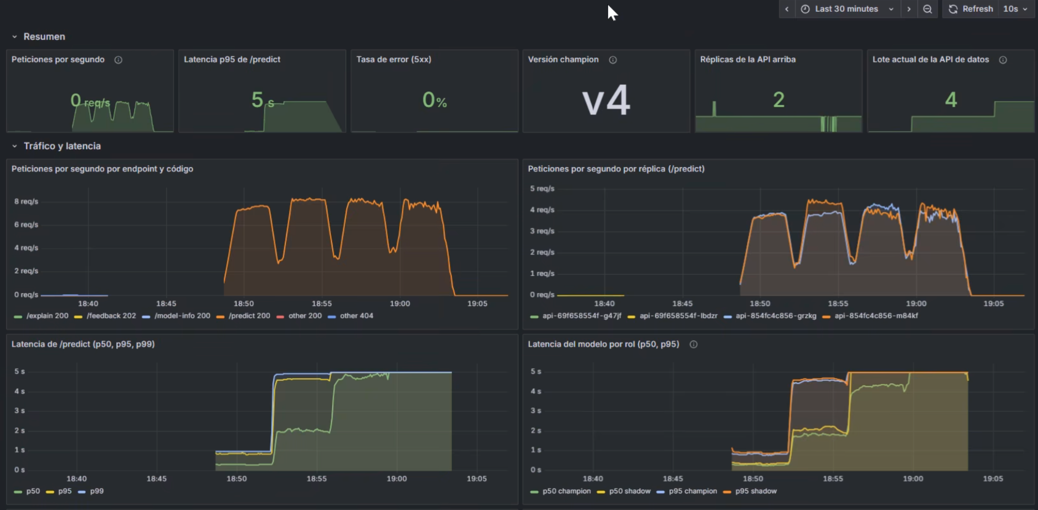 Last 30 minutes
Refresh 10s
Resumen
Peticiones por segundo
0 req/s
Latencia p95 de /predict
5 s
Tasa de error (5xx)
0%
Versión champion
v4
Réplicas de la API arriba
2
Lote actual de la API de datos
4
Tráfico y latencia
Peticiones por segundo por endpoint y código
8 req/s
6 req/s
4 req/s
2 req/s
0 req/s
18:40 18:45 18:50 18:55 19:00 19:05
/explain 200 /feedback 202 /model-info 200 /predict 200 other 200 other 404
Peticiones por segundo por réplica (/predict)
5 req/s
4 req/s
3 req/s
2 req/s
1 req/s
0 req/s
18:40 18:45 18:50 18:55 19:00 19:05
api-69f658554f-g47jf api-69f658554f-lbdzr api-854fc4c856-grzkg api-854fc4c856-m84kf
Latencia de /predict (p50, p95, p99)
5 s
4 s
3 s
2 s
1 s
0 s
18:40 18:45 18:50 18:55 19:00 19:05
p50 p95 p99
Latencia del modelo por rol (p50, p95)
5 s
4 s
3 s
2 s
1 s
0 s
18:40 18:45 18:50 18:55 19:00 19:05
p50 champion p50 shadow p95 champion p95 shadow